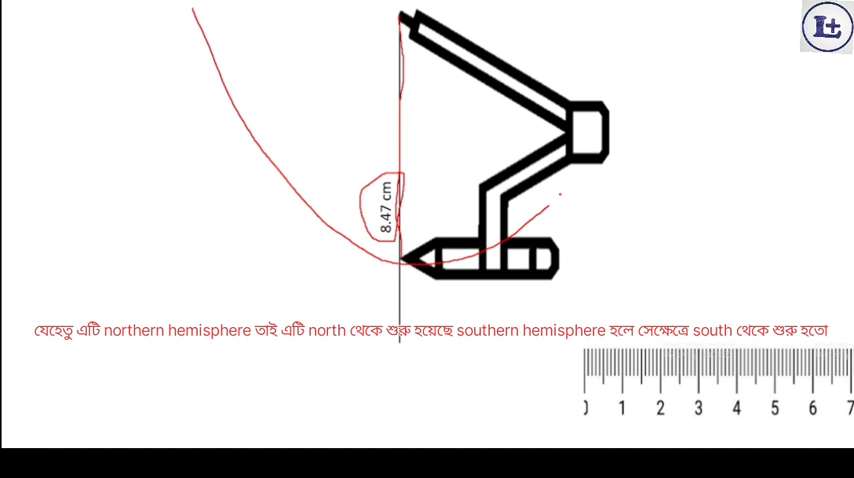 L+
8.47 cm
যেহেতু এটি northern hemisphere তাই এটি north থেকে শুরু হয়েছে southern hemisphere হলে সেক্ষেত্রে south থেকে শুরু হতো
0 1 2 3 4 5 6 7